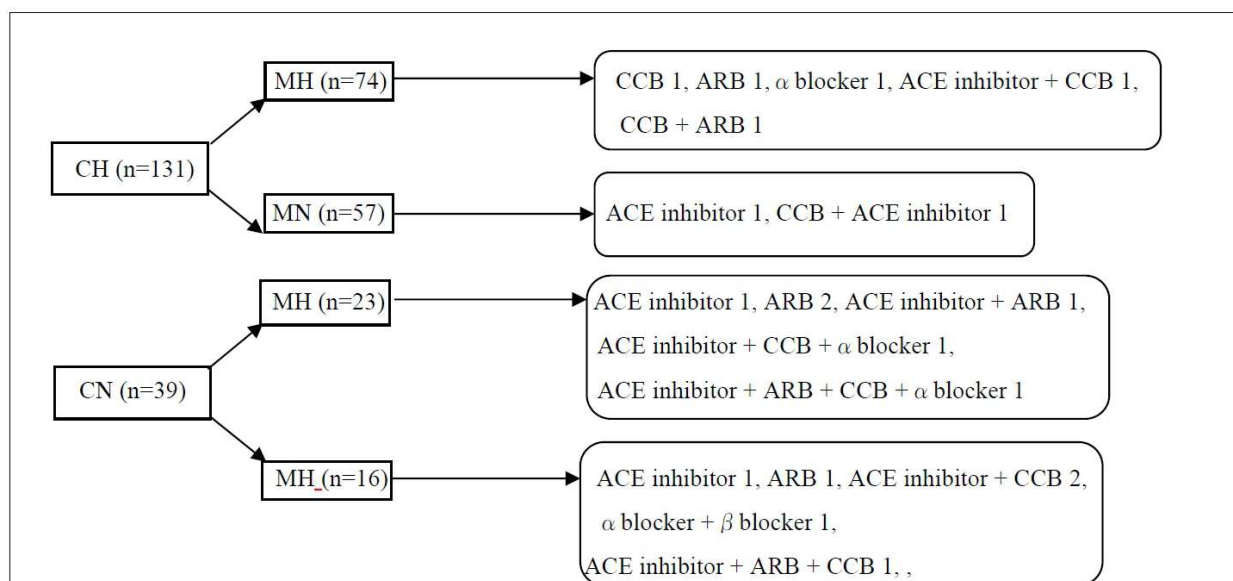 CH (n=131)
MH (n=74)
CCB 1, ARB 1, α blocker 1, ACE inhibitor + CCB 1,
CCB + ARB 1
MN (n=57)
ACE inhibitor 1, CCB + ACE inhibitor 1
CN (n=39)
MH (n=23)
ACE inhibitor 1, ARB 2, ACE inhibitor + ARB 1,
ACE inhibitor + CCB + α blocker 1,
ACE inhibitor + ARB + CCB + α blocker 1
MH (n=16)
ACE inhibitor 1, ARB 1, ACE inhibitor + CCB 2,
α blocker + β blocker 1,
ACE inhibitor + ARB + CCB 1, ,